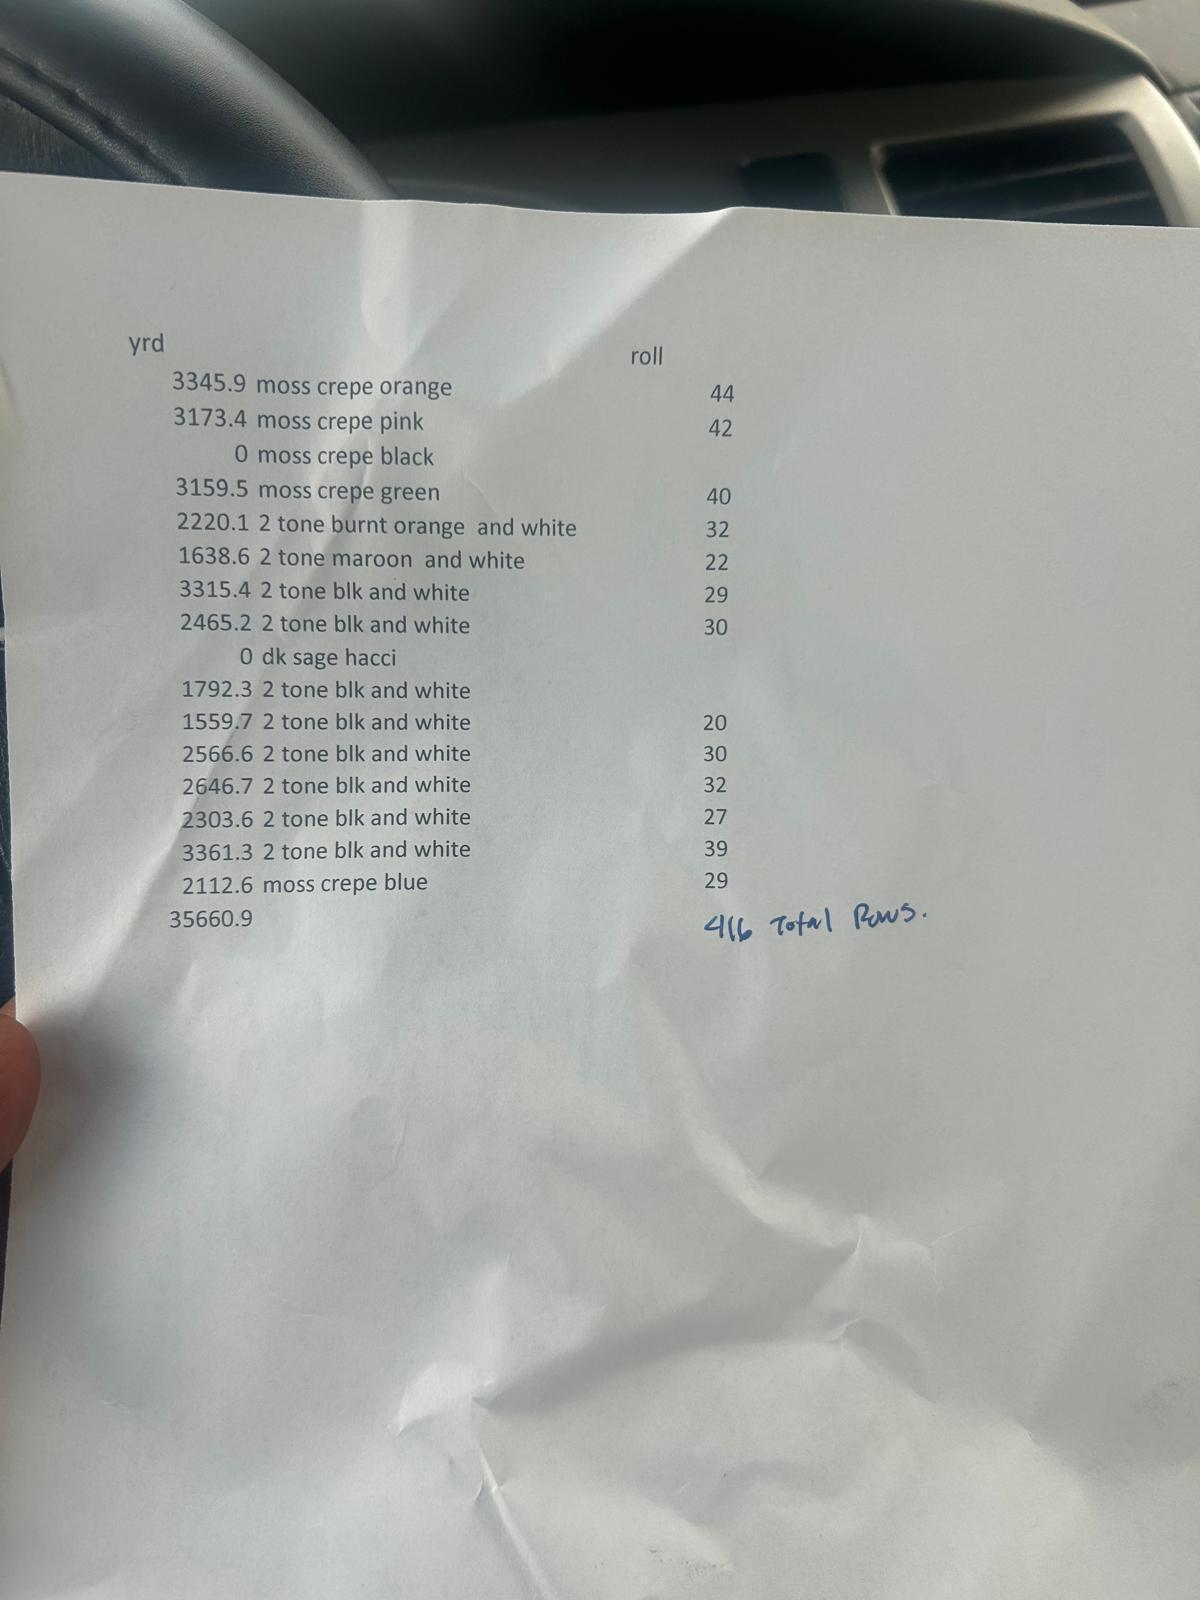 yrd roll
3345.9 moss crepe orange 44
3173.4 moss crepe pink 42
0 moss crepe black
3159.5 moss crepe green 40
2220.1 2 tone burnt orange and white 32
1638.6 2 tone maroon and white 22
3315.4 2 tone blk and white 29
2465.2 2 tone blk and white 30
0 dk sage hacci
1792.3 2 tone blk and white
1559.7 2 tone blk and white 20
2566.6 2 tone blk and white 30
2646.7 2 tone blk and white 32
2303.6 2 tone blk and white 27
3361.3 2 tone blk and white 39
2112.6 moss crepe blue 29
35660.9 416 Total Rows.